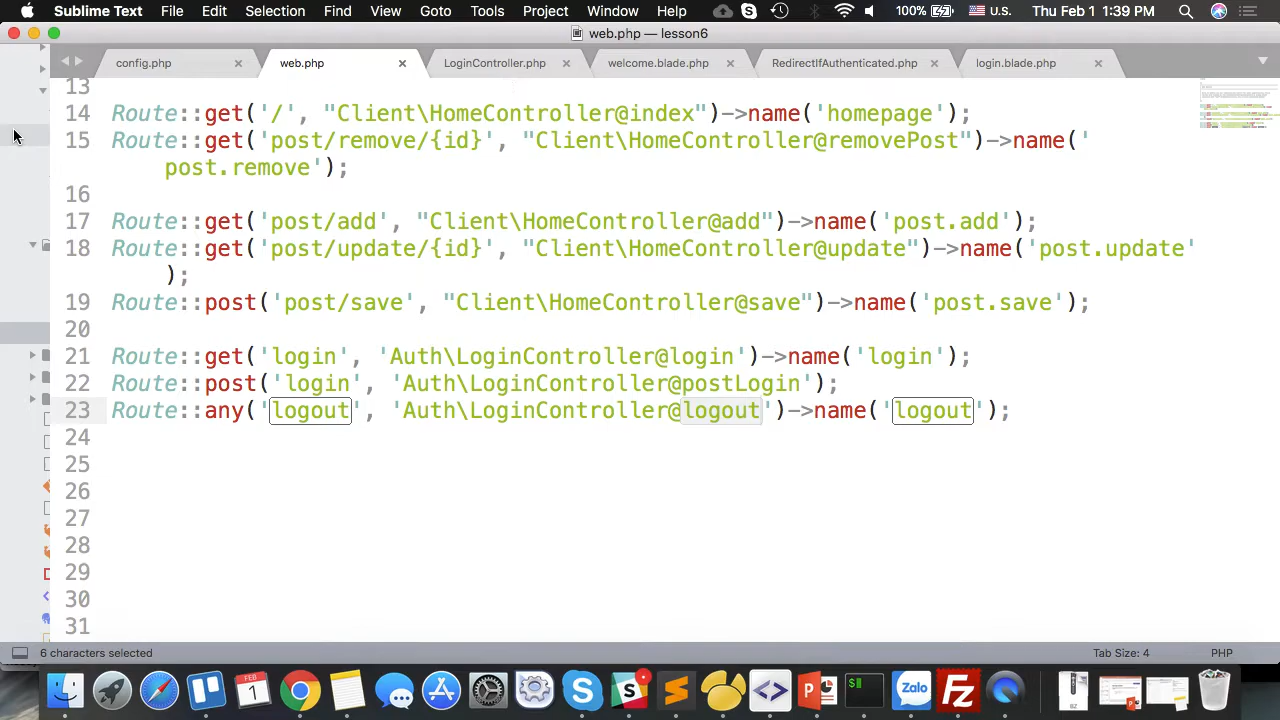 Sublime Text File Edit Selection Find View Goto Tools Project Window Help 100% U.S. Thu Feb 1 1:39 PM
web.php — lesson6
config.php web.php LoginController.php welcome.blade.php RedirectIfAuthenticated.php login.blade.php
13
14 Route::get('/', "Client\HomeController@index")->name('homepage');
15 Route::get('post/remove/{id}', "Client\HomeController@removePost")->name('
post.remove');
16
17 Route::get('post/add', "Client\HomeController@add")->name('post.add');
18 Route::get('post/update/{id}', "Client\HomeController@update")->name('post.update'
);
19 Route::post('post/save', "Client\HomeController@save")->name('post.save');
20
21 Route::get('login', 'Auth\LoginController@login')->name('login');
22 Route::post('login', 'Auth\LoginController@postLogin');
23 Route::any('logout', 'Auth\LoginController@logout')->name('logout');
24
25
26
27
28
29
30
31
6 characters selected Tab Size: 4 PHP
FEB
1
Zalo
Fz